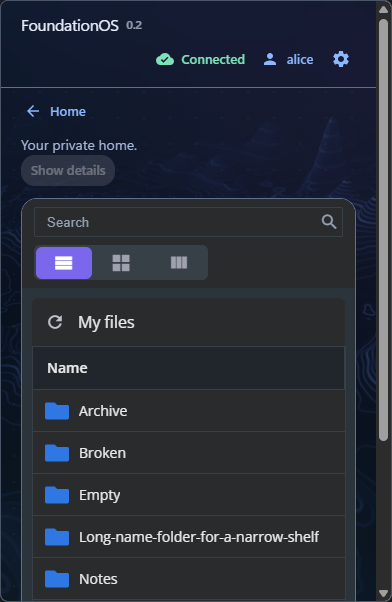 FoundationOS 0.2
Connected alice
Home
Your private home.
Show details
Search
My files
Name
Archive
Broken
Empty
Long-name-folder-for-a-narrow-shelf
Notes